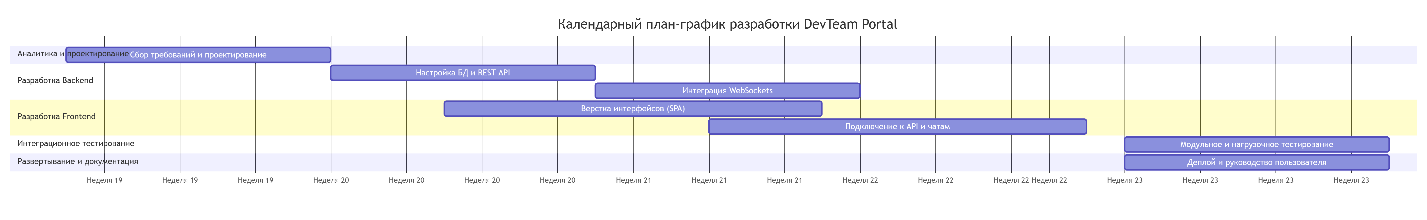 Календарный план-график разработки DevTeam Portal
Аналитика и проектирование
Сбор требований и проектирование
Настройка БД и REST API
Разработка Backend
Интеграция WebSockets
Верстка интерфейсов (SPA)
Разработка Frontend
Подключение к API и чатам
Интеграционное тестирование
Модульное и нагрузочное тестирование
Развертывание и документация
Деплой и руководство пользователя
Неделя 19 Неделя 19 Неделя 19 Неделя 20 Неделя 20 Неделя 20 Неделя 20 Неделя 21 Неделя 21 Неделя 21 Неделя 22 Неделя 22 Неделя 22 Неделя 22 Неделя 23 Неделя 23 Неделя 23 Неделя 23